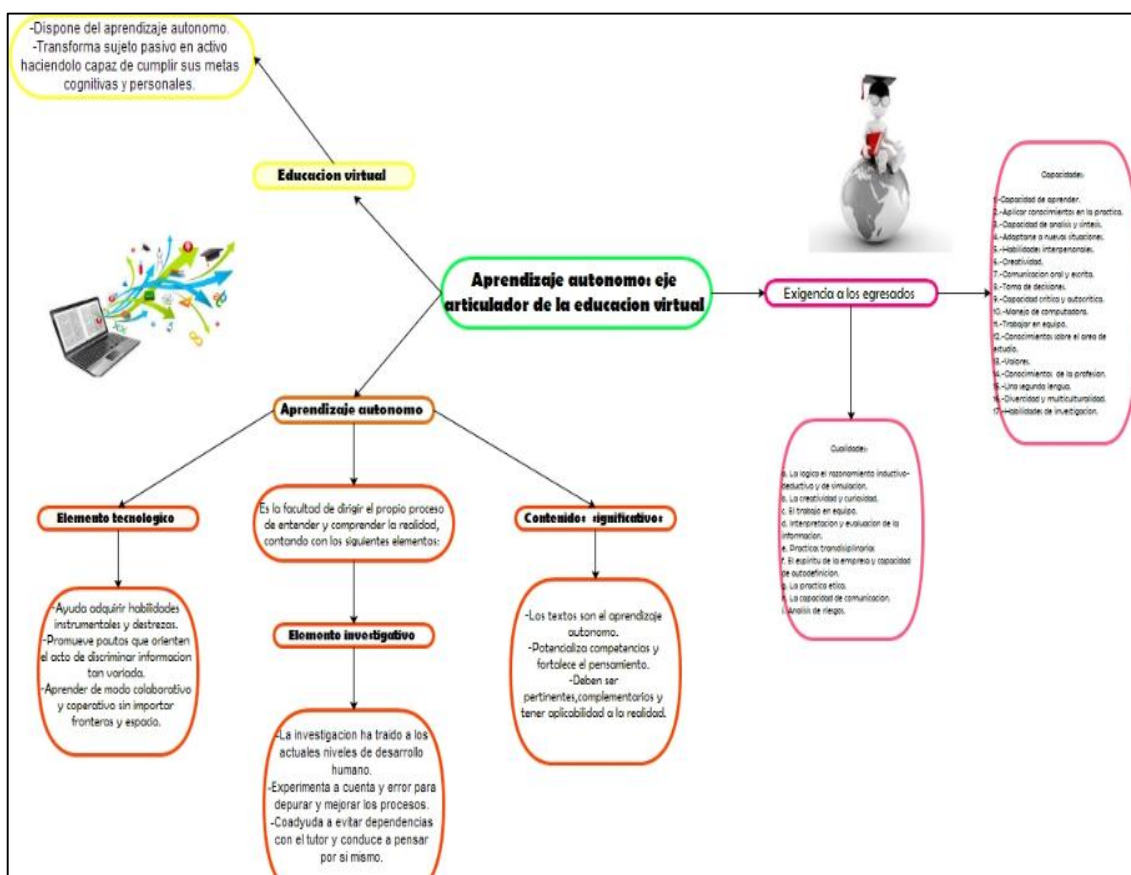 -Dispone del aprendizaje autonomo.
-Transforma sujeto pasivo en activo
haciendolo capaz de cumplir sus metas
cognitivas y personales.
Educacion virtual
Aprendizaje autonomo: eje
articulador de la educacion virtual
Exigencia a los egresados
Capacidades:
1.-Capacidad de aprender.
2.-Aplicar conocimientos en la practica.
3.-Capacidad de analisis y sintesis.
4.-Adaptarse a nuevas situaciones.
5.-Habilidades interpersonales.
6.-Creatividad.
7.-Comunicacion oral y escrita.
8.-Toma de decisiones.
9.-Capacidad critica y autocritica.
10.-Manejo de computadora.
11.-Trabajar en equipo.
12.-Conocimientos sobre el area de
estudio.
13.-Valores.
14.-Conocimientos de la profesion.
15.-Una segunda lengua.
16.-Diversidad y multiculturalidad.
17.-Habilidades de investigacion.
Cualidades:
a. La logica el razonamiento inductivo-
deductivo y de simulacion.
b. La creatividad y curiosidad.
c. El trabajo en equipo.
d. Interpretacion y evaluacion de la
informacion.
e. Practicas transdisiplinarias
f. El espiritu de la empresa y capacidad
de autodefinicion.
g. La practica etica.
h. La capacidad de comunicacion.
i. Analisis de riesgos.
Aprendizaje autonomo
Elemento tecnologico
-Ayuda adquirir habilidades
instrumentales y destrezas.
-Promueve pautas que orienten
el acto de discriminar informacion
tan variada.
-Aprender de modo colaborativo
y coperativo sin importar
fronteras y espacio.
Es la facultad de dirigir el propio proceso
de entender y comprender la realidad,
contando con los siguientes elementos:
Elemento investigativo
-La investigacion ha traido a los
actuales niveles de desarrollo
humano.
-Experimenta a cuenta y error para
depurar y mejorar los procesos.
-Coadyuda a evitar dependencias
con el tutor y conduce a pensar
por si mismo.
Contenidos significativos
-Los textos son el aprendizaje
autonomo.
-Potencializa competencias y
fortalece el pensamiento.
-Deben ser
pertinentes,complementarios y
tener aplicabilidad a la realidad.